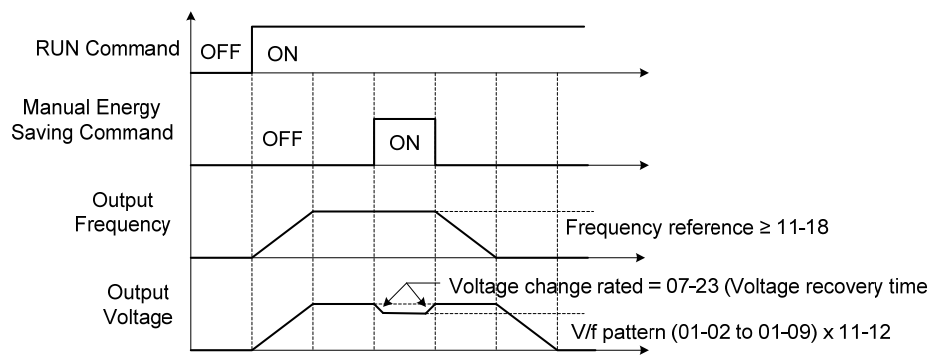 RUN Command
OFF ON
Manual Energy
Saving Command
OFF
ON
Output
Frequency
Frequency reference ≥ 11-18
Output
Voltage
Voltage change rated = 07-23 (Voltage recovery time
V/f pattern (01-02 to 01-09) x 11-12